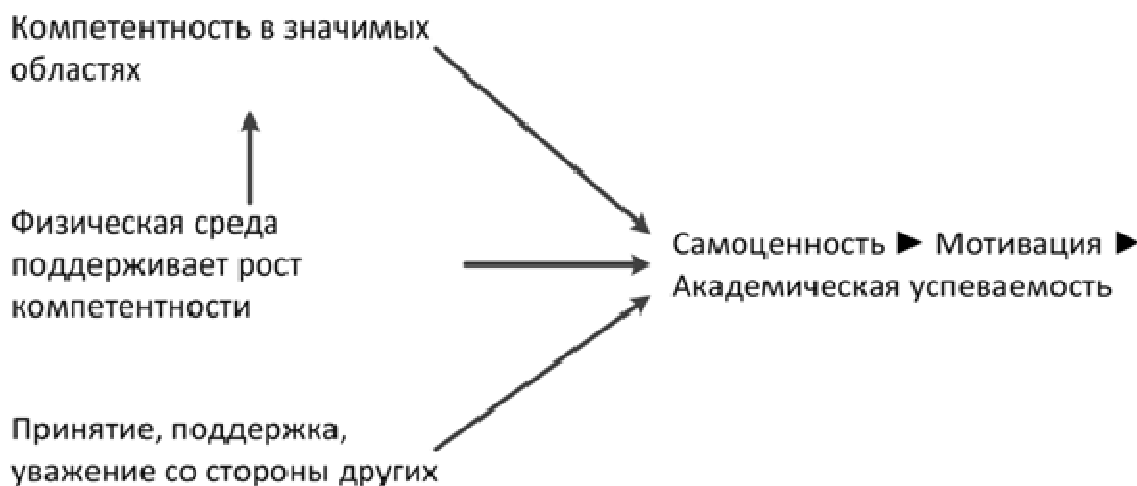 Компетентность в значимых
областях
Физическая среда
поддерживает рост
компетентности
Самоценность ► Мотивация ►
Академическая успеваемость
Принятие, поддержка,
уважение со стороны других